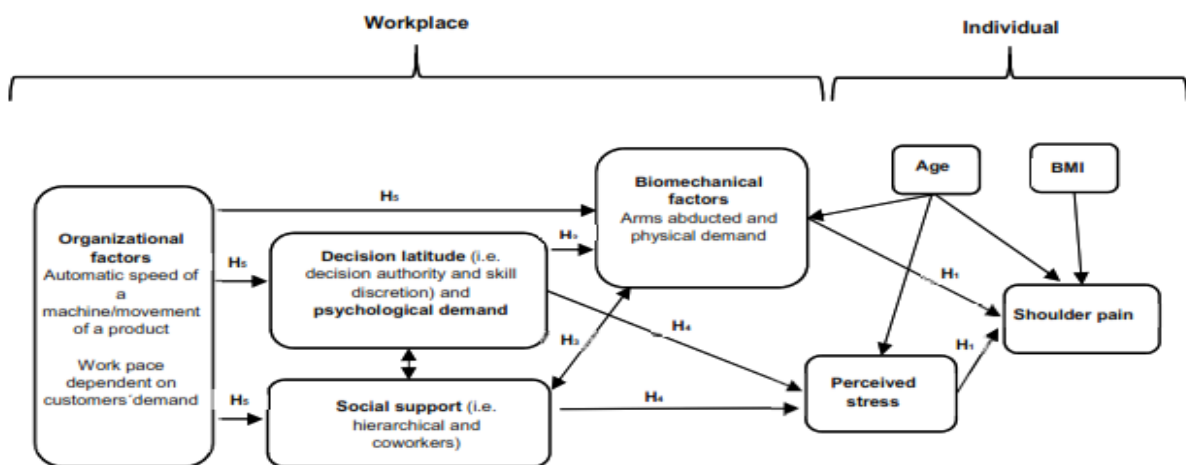 Workplace
Individual
Organizational
factors
Automatic speed of
a
machine/movement
of a product
Work pace
dependent on
customers´demand
H₅
H₅
H₅
Decision latitude (i.e.
decision authority and skill
discretion) and
psychological demand
Social support (i.e.
hierarchical and
coworkers)
Biomechanical
factors
Arms abducted and
physical demand
H₃
H₄
H₄
Age
BMI
H₁
H₁
Perceived
stress
Shoulder pain